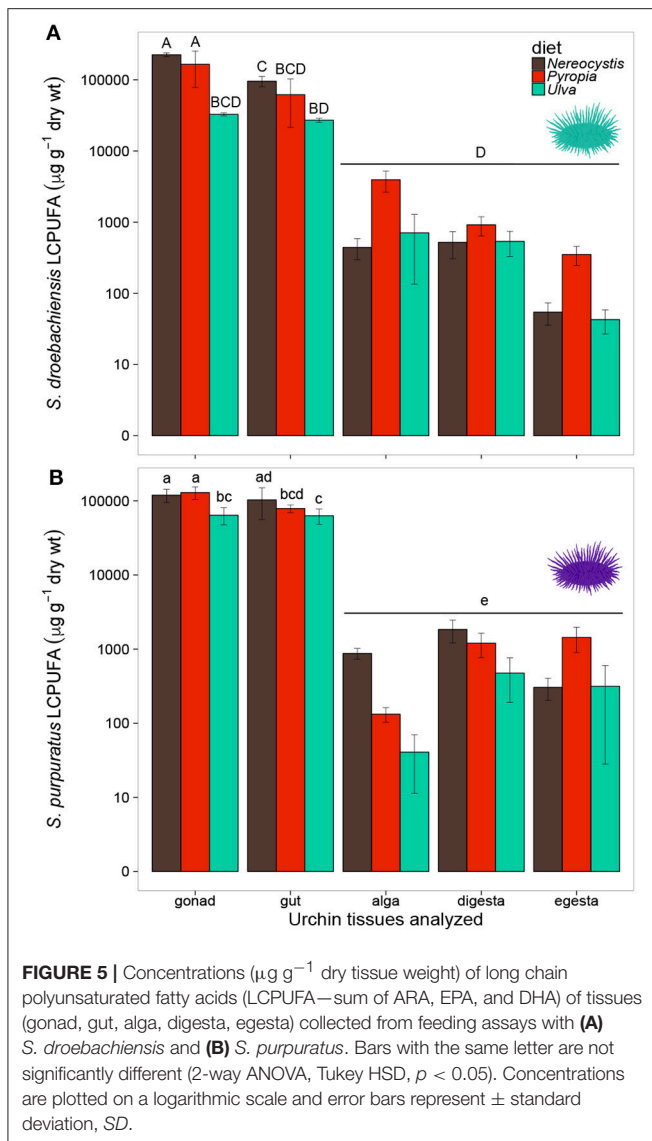 A
diet
Nereocystis
Pyropia
Ulva
S. droebachiensis LCPUFA (µg g⁻¹ dry wt)
100000
10000
1000
100
10
0
A A BCD C BCD BD D
B
S. purpuratus LCPUFA (µg g⁻¹ dry wt)
100000
10000
1000
100
10
0
a a bc ad bcd c e
gonad gut alga digesta egesta
Urchin tissues analyzed
FIGURE 5 | Concentrations (µg g⁻¹ dry tissue weight) of long chain
polyunsaturated fatty acids (LCPUFA—sum of ARA, EPA, and DHA) of tissues
(gonad, gut, alga, digesta, egesta) collected from feeding assays with (A)
S. droebachiensis and (B) S. purpuratus. Bars with the same letter are not
significantly different (2-way ANOVA, Tukey HSD, p < 0.05). Concentrations
are plotted on a logarithmic scale and error bars represent ± standard
deviation, SD.